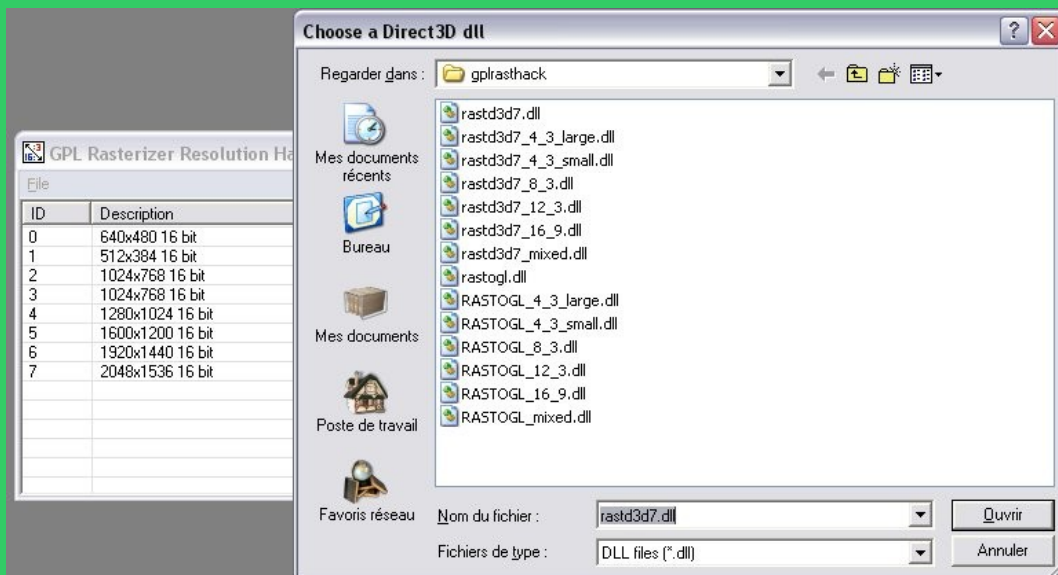 Choose a Direct3D dll
Regarder dans :
gplrasthack
Mes documents
récents
Bureau
Mes documents
Poste de travail
Favoris réseau
rastd3d7.dll
rastd3d7_4_3_large.dll
rastd3d7_4_3_small.dll
rastd3d7_8_3.dll
rastd3d7_12_3.dll
rastd3d7_16_9.dll
rastd3d7_mixed.dll
rastogl.dll
RASTOGL_4_3_large.dll
RASTOGL_4_3_small.dll
RASTOGL_8_3.dll
RASTOGL_12_3.dll
RASTOGL_16_9.dll
RASTOGL_mixed.dll
Nom du fichier :
rastd3d7.dll
Ouvrir
Fichiers de type :
DLL files (*.dll)
Annuler
GPL Rasterizer Resolution Ha
File
ID Description
0 640x480 16 bit
1 512x384 16 bit
2 1024x768 16 bit
3 1024x768 16 bit
4 1280x1024 16 bit
5 1600x1200 16 bit
6 1920x1440 16 bit
7 2048x1536 16 bit